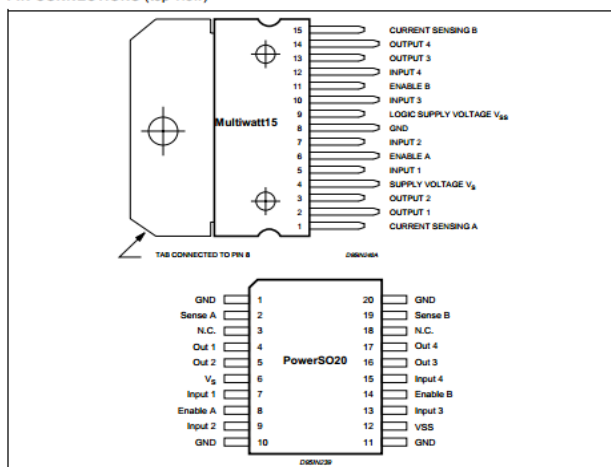 15 CURRENT SENSING B
14 OUTPUT 4
13 OUTPUT 3
12 INPUT 4
11 ENABLE B
10 INPUT 3
Multiwatt15
9 LOGIC SUPPLY VOLTAGE VSS
8 GND
7 INPUT 2
6 ENABLE A
5 INPUT 1
4 SUPPLY VOLTAGE VS
3 OUTPUT 2
2 OUTPUT 1
1 CURRENT SENSING A
TAB CONNECTED TO PIN 8
GND 1 20 GND
Sense A 2 19 Sense B
N.C. 3 18 N.C.
Out 1 4 17 Out 4
Out 2 5 PowerSO20 16 Out 3
VS 6 15 Input 4
Input 1 7 14 Enable B
Enable A 8 13 Input 3
Input 2 9 12 VSS
GND 10 11 GND
D95IN239